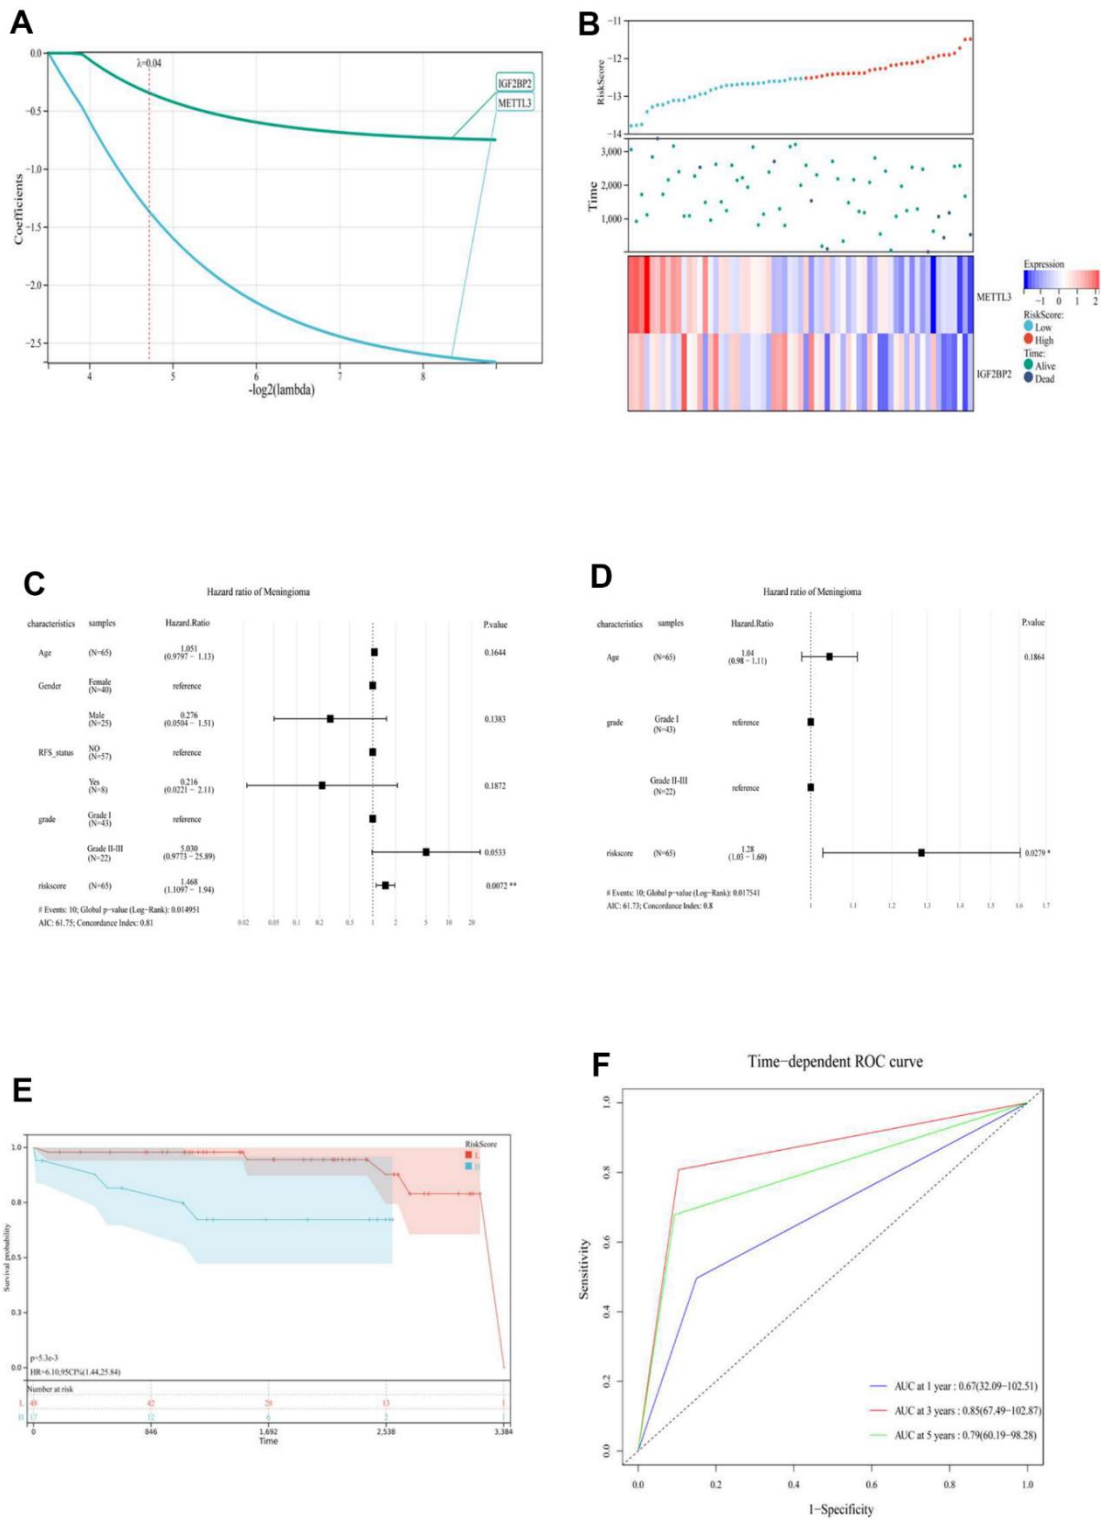 A
0.0
−0.5
−1.0
−1.5
−2.0
−2.5
Coefficients
λ=0.04
IGF2BP2
METTL3
4
5
6
7
8
-log2(lambda)
B
−11
−12
−13
−14
RiskScore
3,000
2,000
1,000
Time
METTL3
IGF2BP2
Expression
−1 0 1 2
RiskScore:
Low
High
Time:
Alive
Dead
C
Hazard ratio of Meningioma
characteristics samples Hazard.Ratio P.value
Age (N=65) 1.051 (0.9797 − 1.13) 0.1644
Gender Female (N=40) reference
Male (N=25) 0.276 (0.0504 − 1.51) 0.1383
RFS_status NO (N=57) reference
Yes (N=8) 0.216 (0.0221 − 2.11) 0.1872
grade Grade I (N=43) reference
Grade II-III (N=22) 5.030 (0.9773 − 25.89) 0.0533
riskscore (N=65) 1.468 (1.1097 − 1.94) 0.0072 **
# Events: 10; Global p−value (Log−Rank): 0.014951
AIC: 61.75; Concordance Index: 0.81
0.02 0.05 0.1 0.2 0.5 1 2 5 10 20
D
Hazard ratio of Meningioma
characteristics samples Hazard.Ratio P.value
Age (N=65) 1.04 (0.98 − 1.11) 0.1864
grade Grade I (N=43) reference
Grade II-III (N=22) reference
riskscore (N=65) 1.28 (1.03 − 1.60) 0.0279 *
# Events: 10; Global p−value (Log−Rank): 0.017541
AIC: 61.73; Concordance Index: 0.8
1 1.1 1.2 1.3 1.4 1.5 1.6 1.7
E
1.0
0.8
0.5
0.3
0.0
Survival probability
RiskScore
L
H
p=5.3e-3
HR=6.10,95CI%(1.44,25.84)
Number at risk
L 48 42 28 13 1
H 17 12 6 2
0 846 1,692 2,538 3,384
Time
F
Time−dependent ROC curve
1.0
0.8
0.6
0.4
0.2
0.0
Sensitivity
AUC at 1 year : 0.67(32.09−102.51)
AUC at 3 years : 0.85(67.49−102.87)
AUC at 5 years : 0.79(60.19−98.28)
0.0 0.2 0.4 0.6 0.8 1.0
1−Specificity